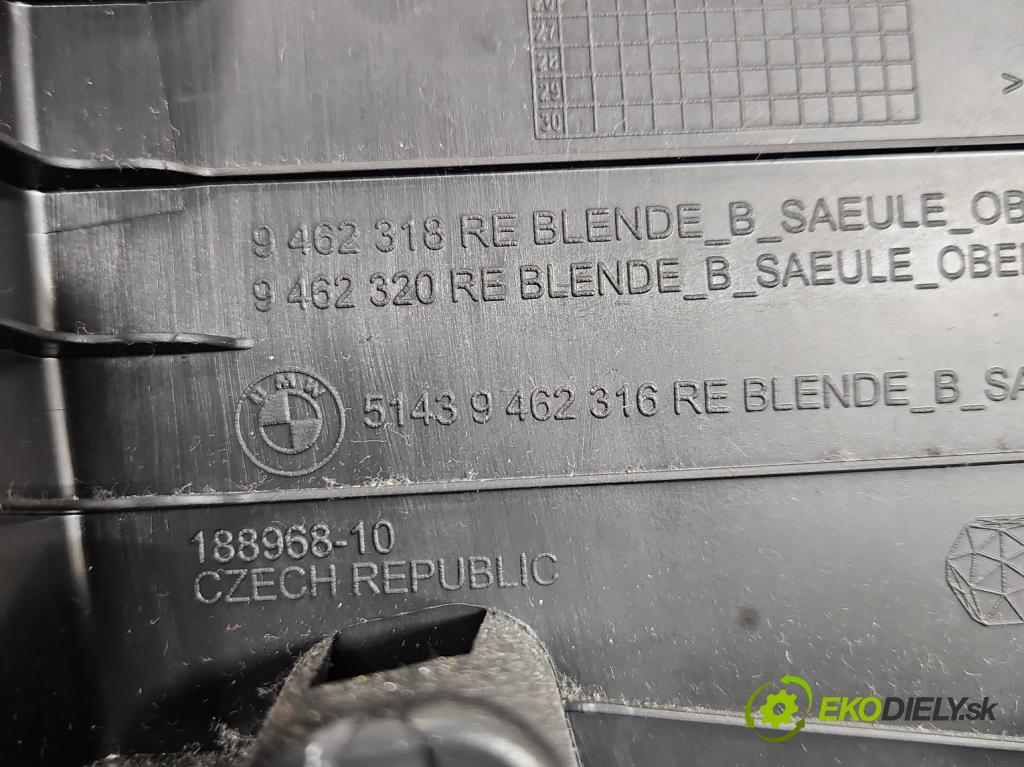 27
28
29
30
>
9 462 318 RE BLENDE_B_SAEULE_OB
9 462 320 RE BLENDE_B_SAEULE_OBE
BMW
5143 9 462 316 RE BLENDE_B_SA
188968-10
CZECH REPUBLIC
EKODIELY.sk